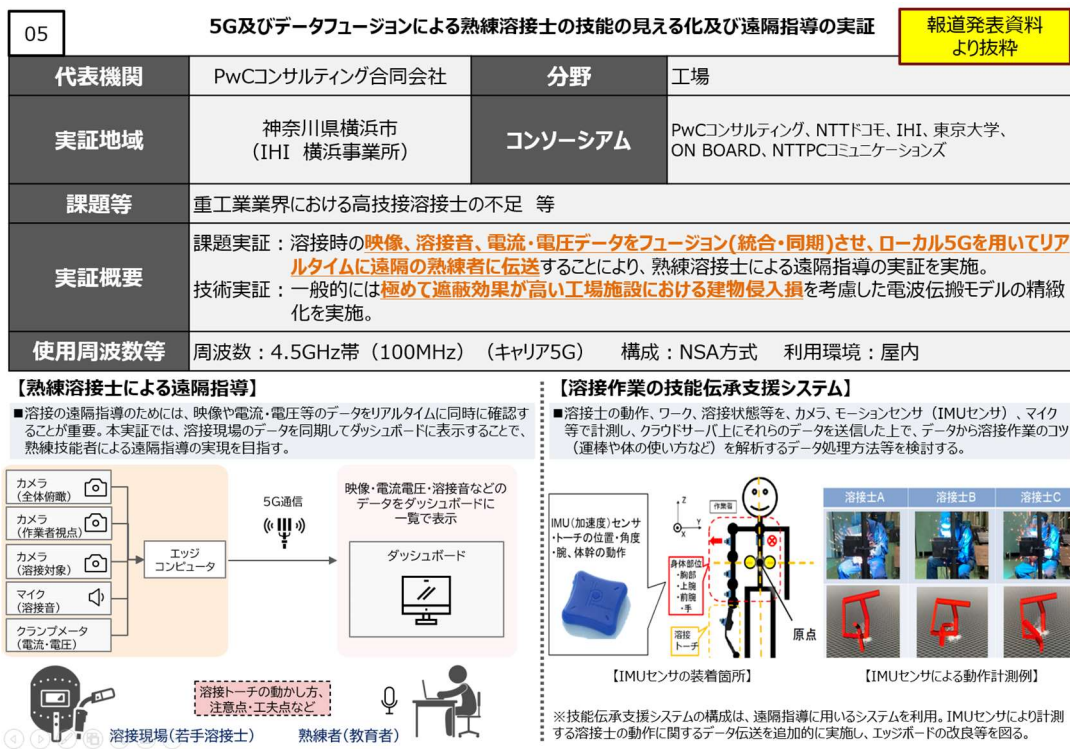 05
5G及びデータフュージョンによる熟練溶接士の技能の見える化及び遠隔指導の実証
報道発表資料
より抜粋
代表機関
PwCコンサルティング合同会社
分野
工場
実証地域
神奈川県横浜市
(IHI 横浜事業所)
コンソーシアム
PwCコンサルティング、NTTドコモ、IHI、東京大学、
ON BOARD、NTTPCコミュニケーションズ
課題等
重工業業界における高技接溶接士の不足 等
実証概要
課題実証：溶接時の映像、溶接音、電流・電圧データをフュージョン(統合・同期)させ、ローカル5Gを用いてリア
ルタイムに遠隔の熟練者に伝送することにより、熟練溶接士による遠隔指導の実証を実施。
技術実証：一般的には極めて遮蔽効果が高い工場施設における建物侵入損を考慮した電波伝搬モデルの精緻
化を実施。
使用周波数等
周波数：4.5GHz帯（100MHz）（キャリア5G） 構成：NSA方式 利用環境：屋内
【熟練溶接士による遠隔指導】
■溶接の遠隔指導のためには、映像や電流・電圧等のデータをリアルタイムに同時に確認す
ることが重要。本実証では、溶接現場のデータを同期してダッシュボードに表示することで、
熟練技能者による遠隔指導の実現を目指す。
カメラ
(全体俯瞰)
カメラ
(作業者視点)
カメラ
(溶接対象)
マイク
(溶接音)
クランプメータ
(電流・電圧)
エッジ
コンピュータ
5G通信
映像・電流電圧・溶接音などの
データをダッシュボードに
一覧で表示
ダッシュボード
溶接トーチの動かし方、
注意点・工夫点など
溶接現場(若手溶接士)
熟練者(教育者)
【溶接作業の技能伝承支援システム】
■溶接士の動作、ワーク、溶接状態等を、カメラ、モーションセンサ（IMUセンサ）、マイク
等で計測し、クラウドサーバ上にそれらのデータを送信した上で、データから溶接作業のコツ
（運棒や体の使い方など）を解析するデータ処理方法等を検討する。
IMU(加速度)センサ
・トーチの位置・角度
・腕、体幹の動作
Z
Y
X
作業者
身体部位
・胸部
・上腕
・前腕
・手
溶接
トーチ
原点
【IMUセンサの装着箇所】
溶接士A
溶接士B
溶接士C
【IMUセンサによる動作計測例】
※技能伝承支援システムの構成は、遠隔指導に用いるシステムを利用。IMUセンサにより計測
する溶接士の動作に関するデータ伝送を追加的に実施し、エッジボードの改良等を図る。